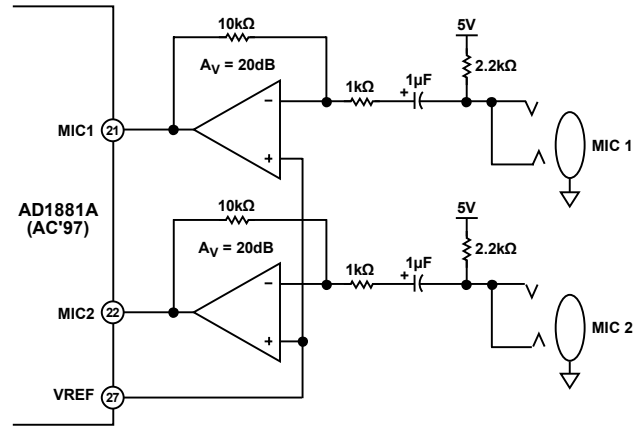 10kΩ
AV = 20dB
5V
2.2kΩ
1kΩ
+ 1µF
–
+
MIC1 21
MIC 1
AD1881A
(AC'97)
10kΩ
AV = 20dB
5V
2.2kΩ
1kΩ
+ 1µF
–
+
MIC2 22
MIC 2
VREF 27